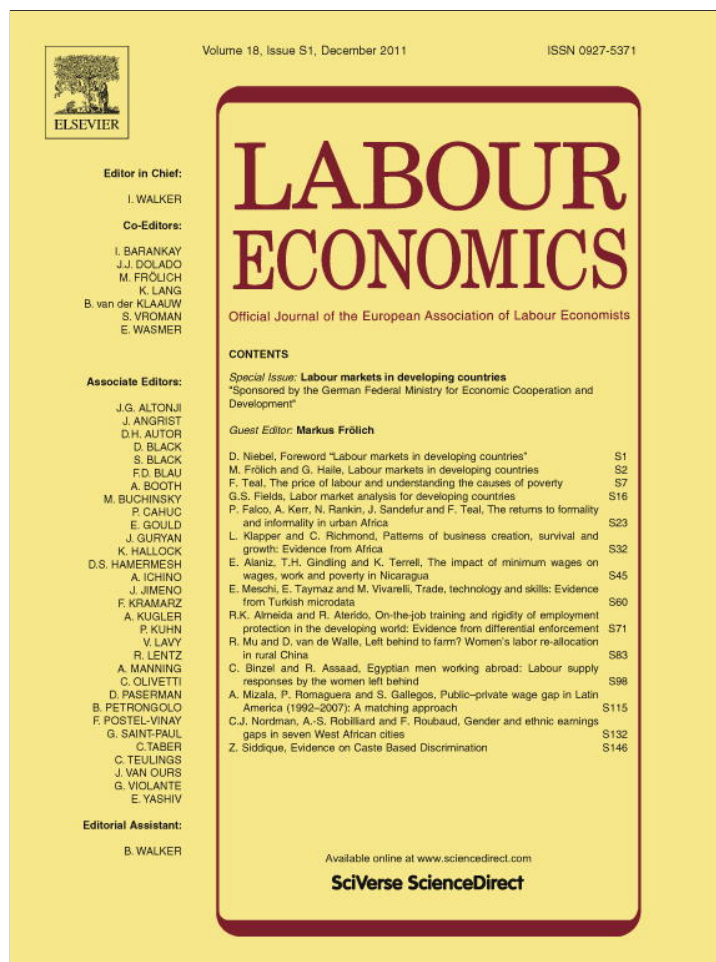 Volume 18, Issue S1, December 2011
ISSN 0927-5371
ELSEVIER
Editor in Chief:
I. WALKER
Co-Editors:
I. BARANKAY
J.J. DOLADO
M. FRÖLICH
K. LANG
B. van der KLAAUW
S. VROMAN
E. WASMER
Associate Editors:
J.G. ALTONJI
J. ANGRIST
D.H. AUTOR
D. BLACK
S. BLACK
F.D. BLAU
A. BOOTH
M. BUCHINSKY
P. CAHUC
E. GOULD
J. GURYAN
K. HALLOCK
D.S. HAMERMESH
A. ICHINO
J. JIMENO
F. KRAMARZ
A. KUGLER
P. KUHN
V. LAVY
R. LENTZ
A. MANNING
C. OLIVETTI
D. PASERMAN
B. PETRONGOLO
F. POSTEL-VINAY
G. SAINT-PAUL
C.TABER
C. TEULINGS
J. VAN OURS
G. VIOLANTE
E. YASHIV
Editorial Assistant:
B. WALKER
LABOUR
ECONOMICS
Official Journal of the European Association of Labour Economists
CONTENTS
Special Issue: Labour markets in developing countries
"Sponsored by the German Federal Ministry for Economic Cooperation and
Development"
Guest Editor: Markus Frölich
D. Niebel, Foreword "Labour markets in developing countries" S1
M. Frölich and G. Haile, Labour markets in developing countries S2
F. Teal, The price of labour and understanding the causes of poverty S7
G.S. Fields, Labor market analysis for developing countries S16
P. Falco, A. Kerr, N. Rankin, J. Sandefur and F. Teal, The returns to formality
and informality in urban Africa S23
L. Klapper and C. Richmond, Patterns of business creation, survival and
growth: Evidence from Africa S32
E. Alaniz, T.H. Gindling and K. Terrell, The impact of minimum wages on
wages, work and poverty in Nicaragua S45
E. Meschi, E. Taymaz and M. Vivarelli, Trade, technology and skills: Evidence
from Turkish microdata S60
R.K. Almeida and R. Aterido, On-the-job training and rigidity of employment
protection in the developing world: Evidence from differential enforcement S71
R. Mu and D. van de Walle, Left behind to farm? Women's labor re-allocation
in rural China S83
C. Binzel and R. Assaad, Egyptian men working abroad: Labour supply
responses by the women left behind S98
A. Mizala, P. Romaguera and S. Gallegos, Public–private wage gap in Latin
America (1992–2007): A matching approach S115
C.J. Nordman, A.-S. Robilliard and F. Roubaud, Gender and ethnic earnings
gaps in seven West African cities S132
Z. Siddique, Evidence on Caste Based Discrimination S146
Available online at www.sciencedirect.com
SciVerse ScienceDirect